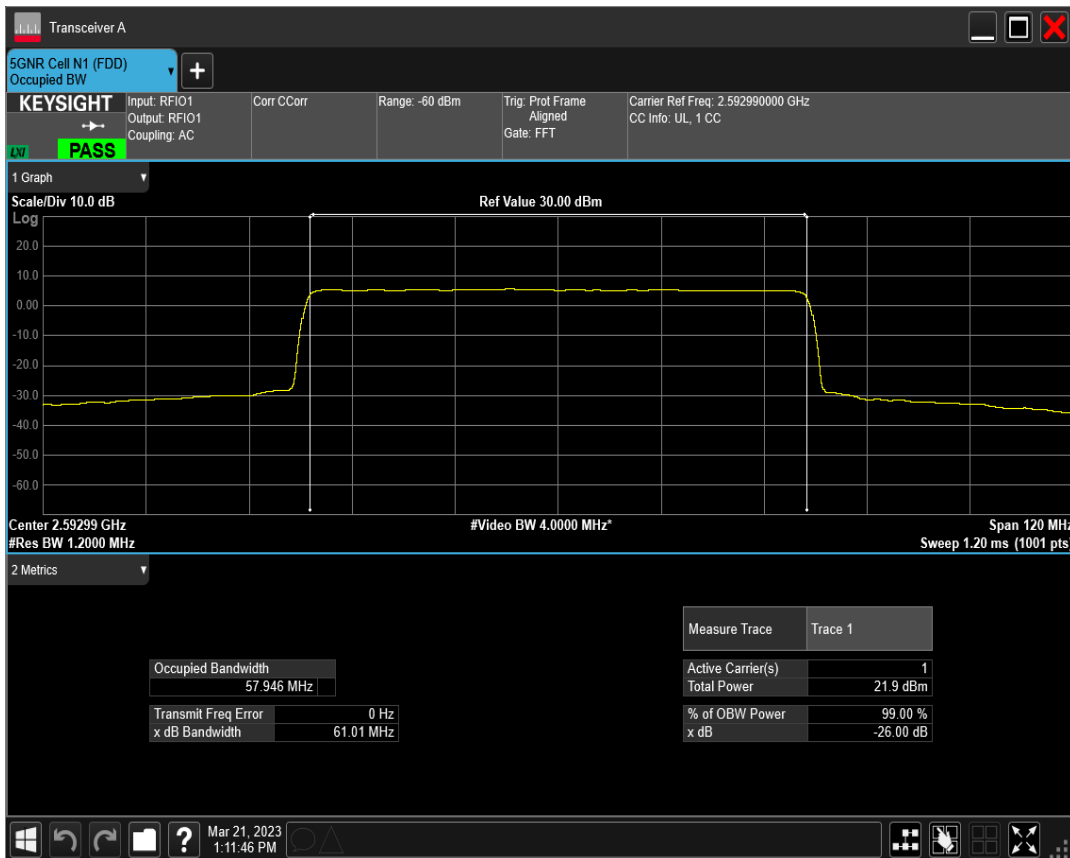 Transceiver A
5GNR Cell N1 (FDD)
Occupied BW
+
KEYSIGHT
LXI
PASS
Input: RFIO1
Output: RFIO1
Coupling: AC
Corr CCorr
Range: -60 dBm
Trig: Prot Frame
Aligned
Gate: FFT
Carrier Ref Freq: 2.592990000 GHz
CC Info: UL, 1 CC
1 Graph
Scale/Div 10.0 dB
Ref Value 30.00 dBm
Log
20.0
10.0
0.00
-10.0
-20.0
-30.0
-40.0
-50.0
-60.0
Center 2.59299 GHz
#Video BW 4.0000 MHz*
Span 120 MHz
#Res BW 1.2000 MHz
Sweep 1.20 ms (1001 pts)
2 Metrics
Measure Trace Trace 1
Occupied Bandwidth
57.946 MHz
Transmit Freq Error 0 Hz
x dB Bandwidth 61.01 MHz
Active Carrier(s) 1
Total Power 21.9 dBm
% of OBW Power 99.00 %
x dB -26.00 dB
?
Mar 21, 2023
1:11:46 PM